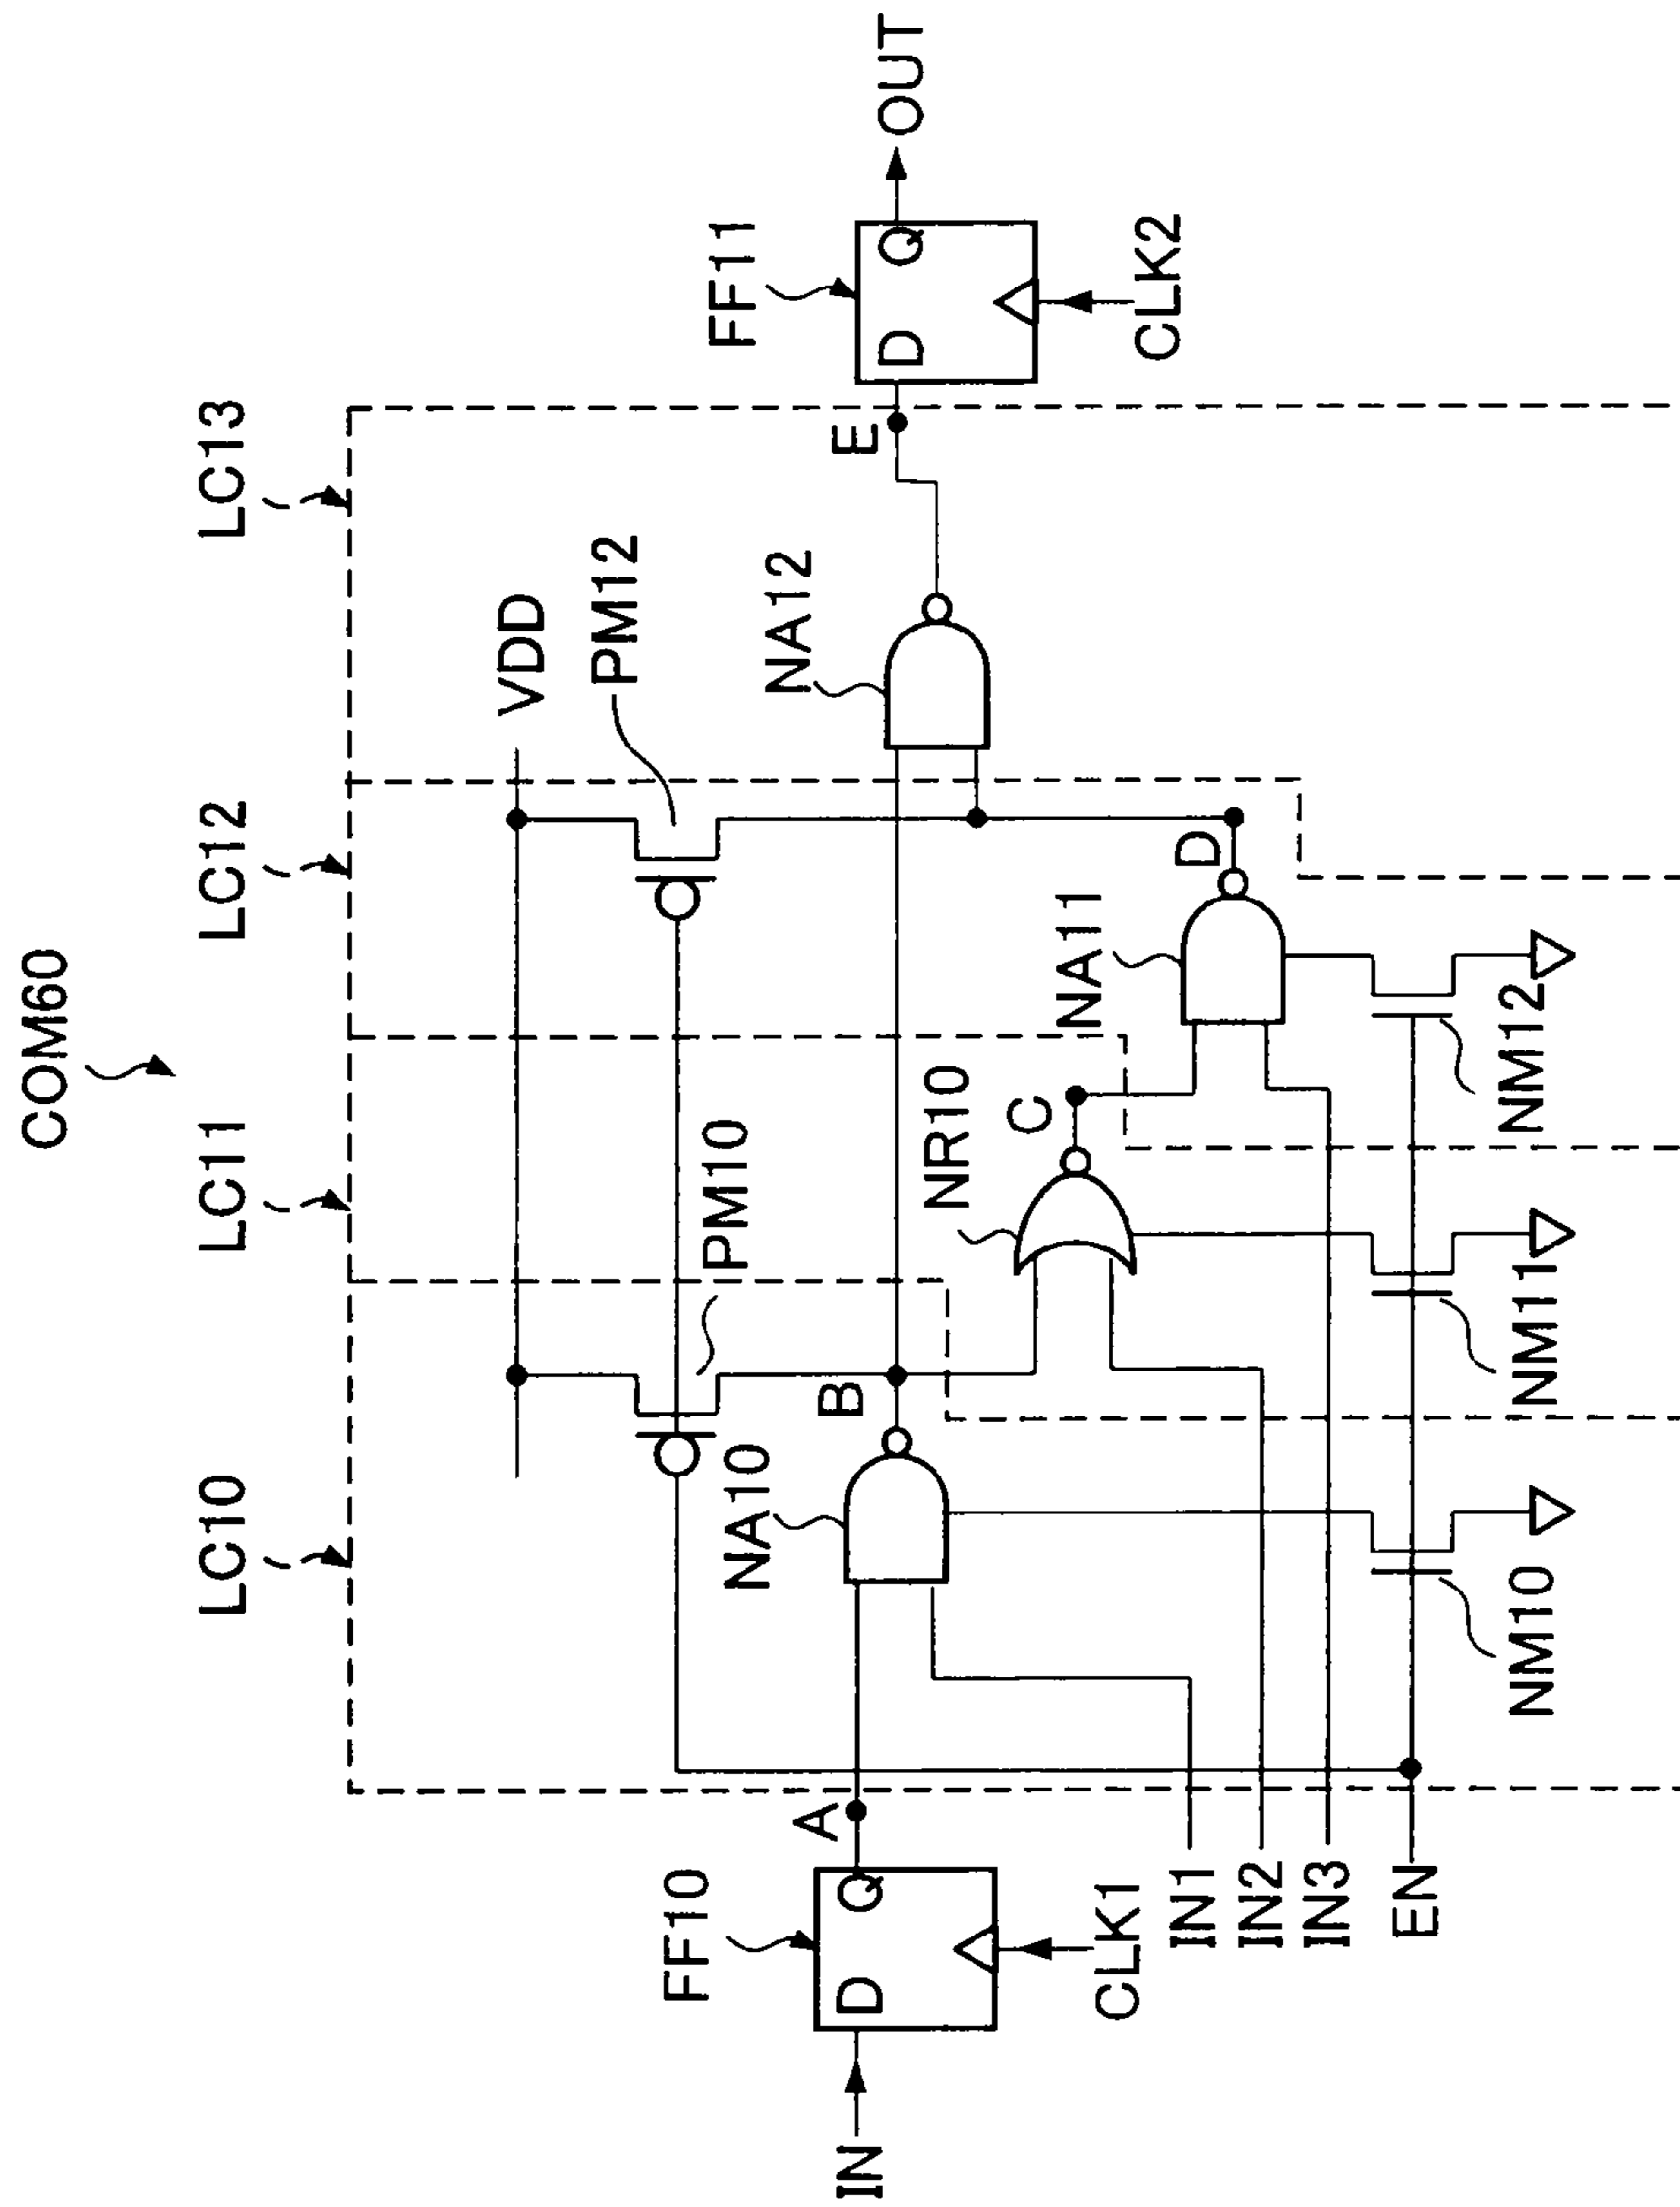 COM60
LC10
LC11
LC12
LC13
VDD
PM10
PM12
FF10
D
Q
CLK1
IN
A
NA10
B
NR10
C
NA11
D
NA12
E
FF11
D
Q
CLK2
OUT
IN1
IN2
IN3
EN
NM10
NM11
NM12